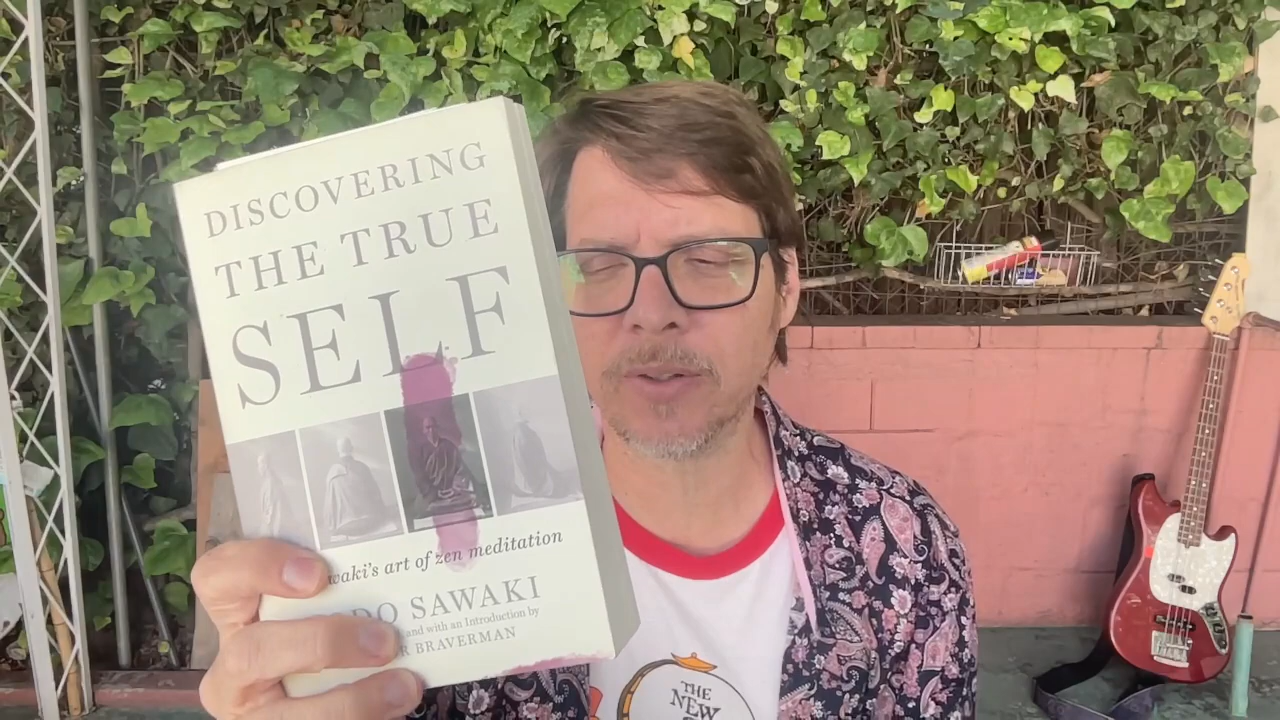 DISCOVERING
THE TRUE
SELF
waki's art of zen meditation
DO SAWAKI
and with an Introduction by
R BRAVERMAN
THE
NEW